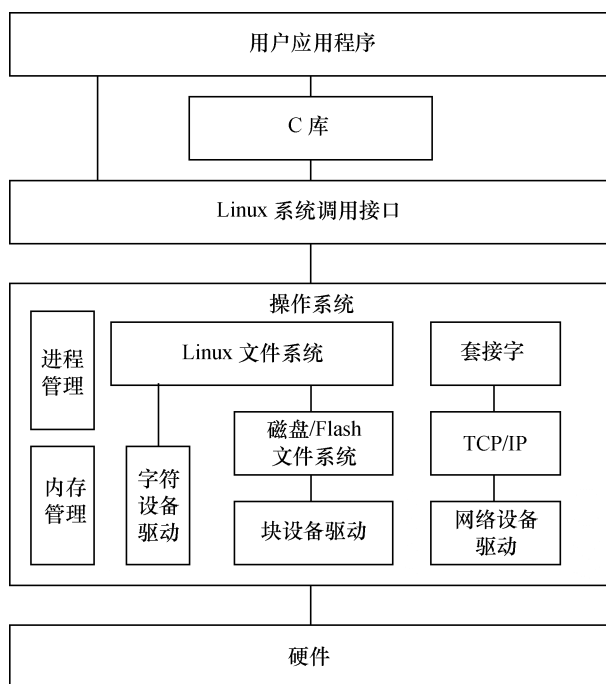 用户应用程序
C 库
Linux 系统调用接口
操作系统
进程
管理
Linux 文件系统
套接字
磁盘/Flash
文件系统
TCP/IP
内存
管理
字符
设备
驱动
块设备驱动
网络设备
驱动
硬件